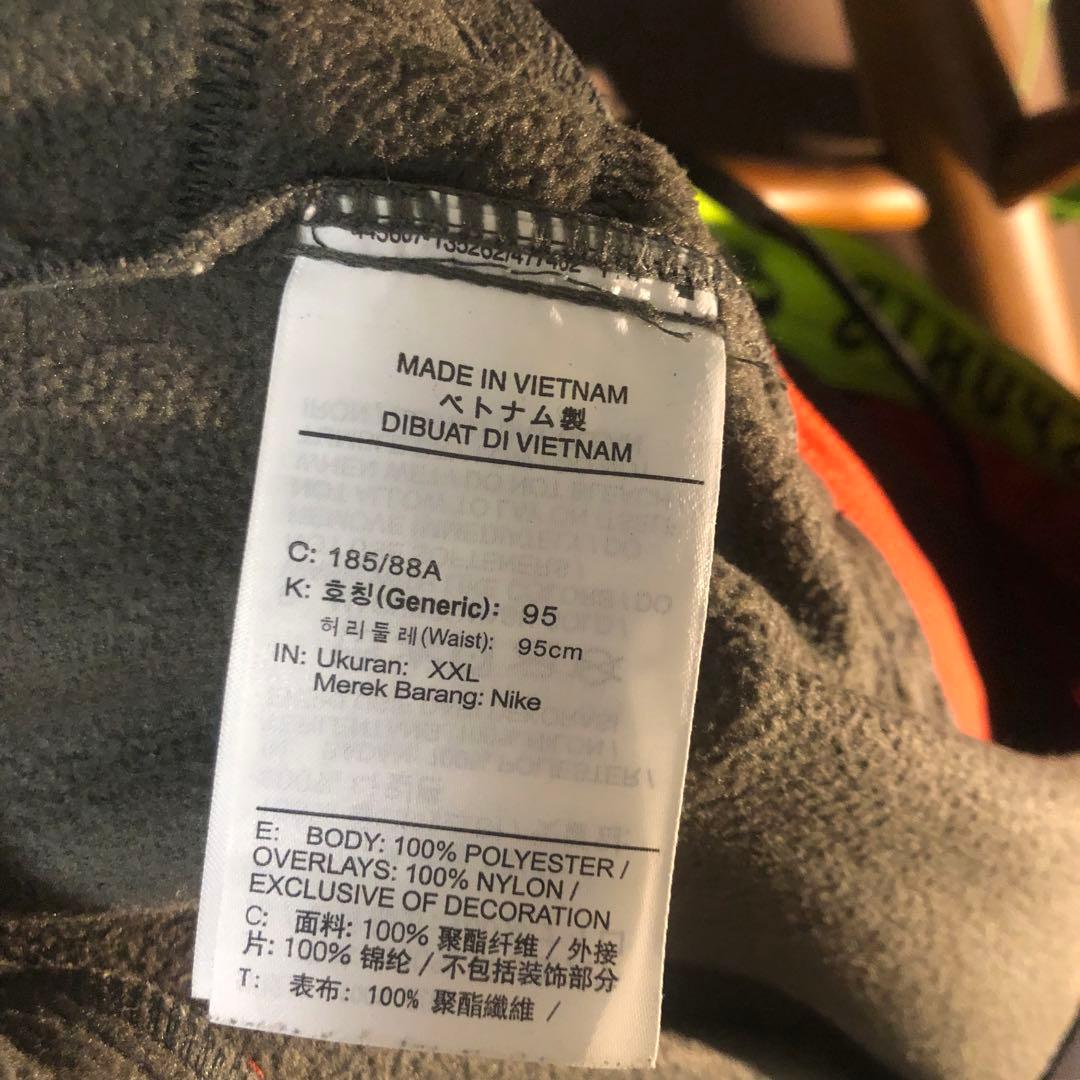 MADE IN VIETNAM
ベトナム製
DIBUAT DI VIETNAM
C: 185/88A
K: 호칭(Generic): 95
허리둘레(Waist): 95cm
IN: Ukuran: XXL
Merek Barang: Nike
E: BODY: 100% POLYESTER /
OVERLAYS: 100% NYLON /
EXCLUSIVE OF DECORATION
C: 面料: 100% 聚酯纤维 / 外接
片: 100% 锦纶 / 不包括装饰部分
T: 表布: 100% 聚酯纖維 /